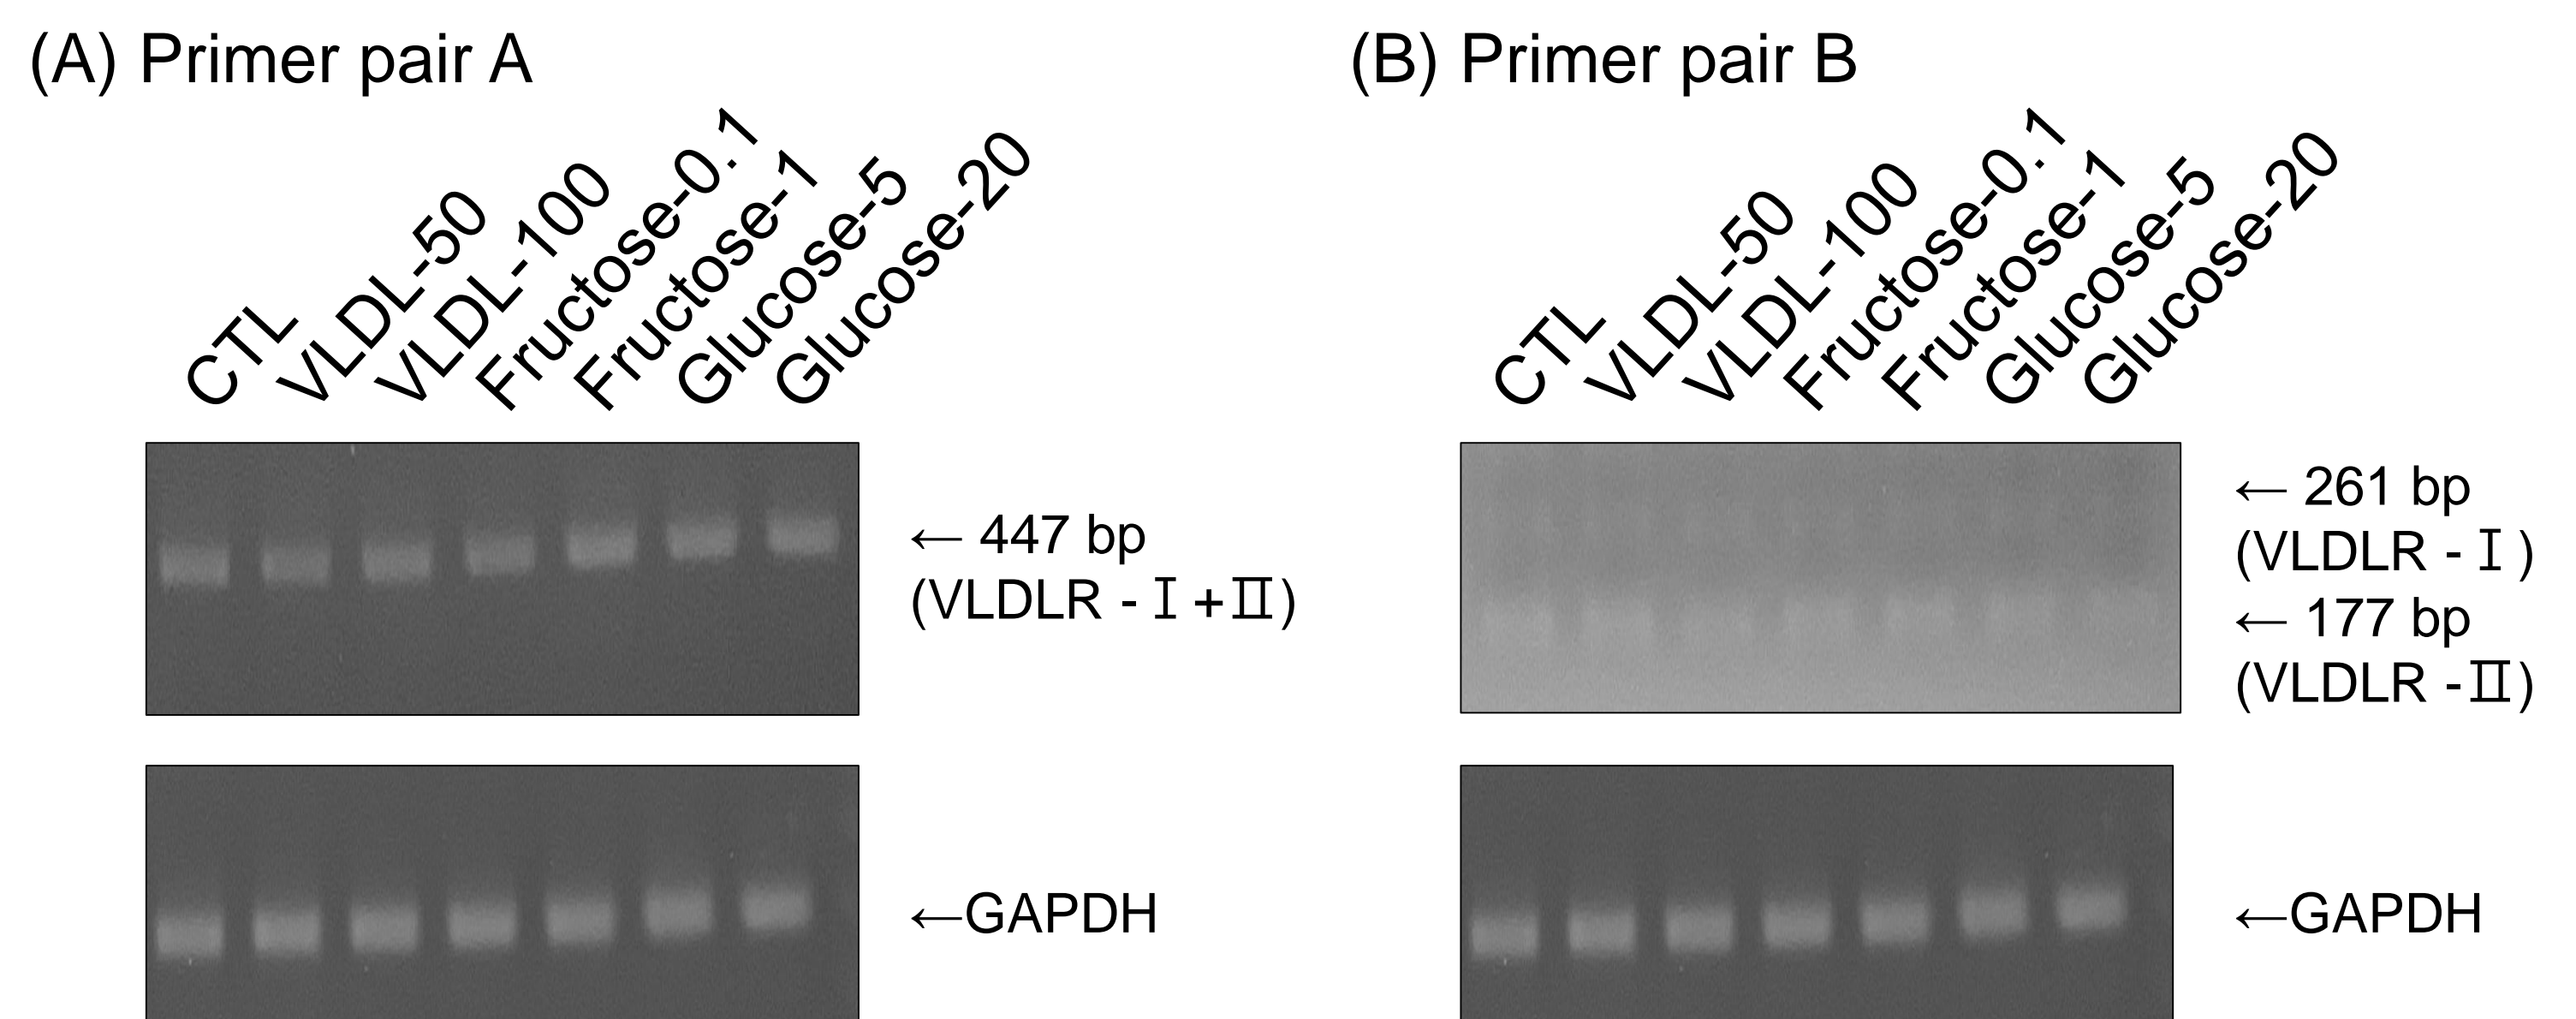 (A) Primer pair A
CTL
VLDL-50
VLDL-100
Fructose-0.1
Fructose-1
Glucose-5
Glucose-20
← 447 bp
(VLDLR - Ⅰ +Ⅱ)
←GAPDH
(B) Primer pair B
CTL
VLDL-50
VLDL-100
Fructose-0.1
Fructose-1
Glucose-5
Glucose-20
← 261 bp
(VLDLR - Ⅰ )
← 177 bp
(VLDLR -Ⅱ)
←GAPDH